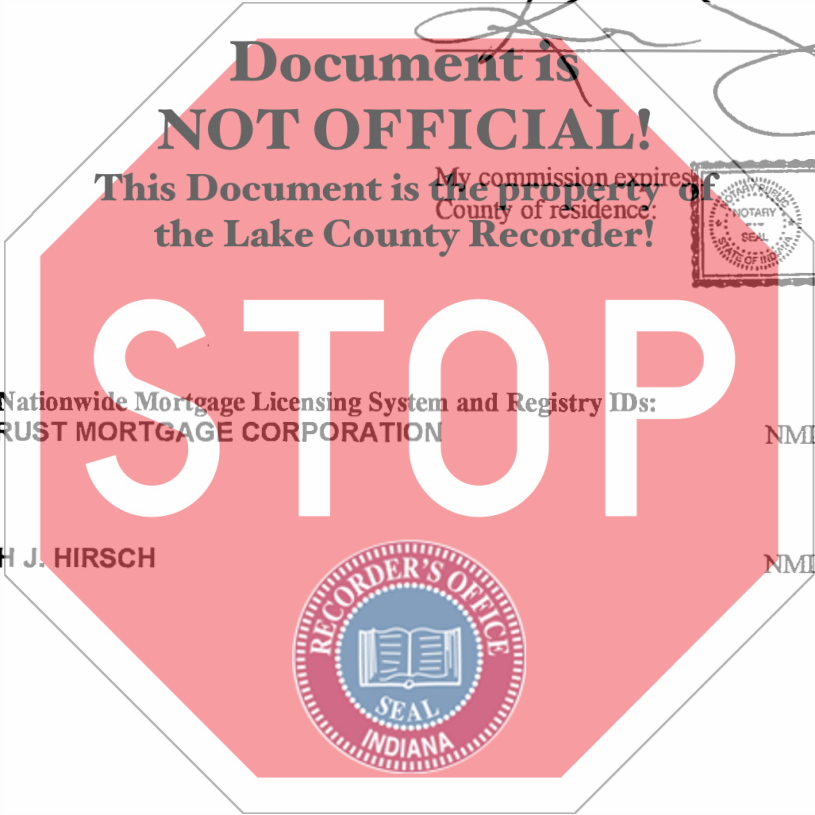 Document is
NOT OFFICIAL!
This Document is the property of
the Lake County Recorder!
My commission expires:
County of residence:
NOTARY PUBLIC
NOTARY
SEAL
STATE OF INDIANA
STOP
Nationwide Mortgage Licensing System and Registry IDs:
RUST MORTGAGE CORPORATION NML
H J. HIRSCH NML
RECORDER'S OFFICE
SEAL
INDIANA